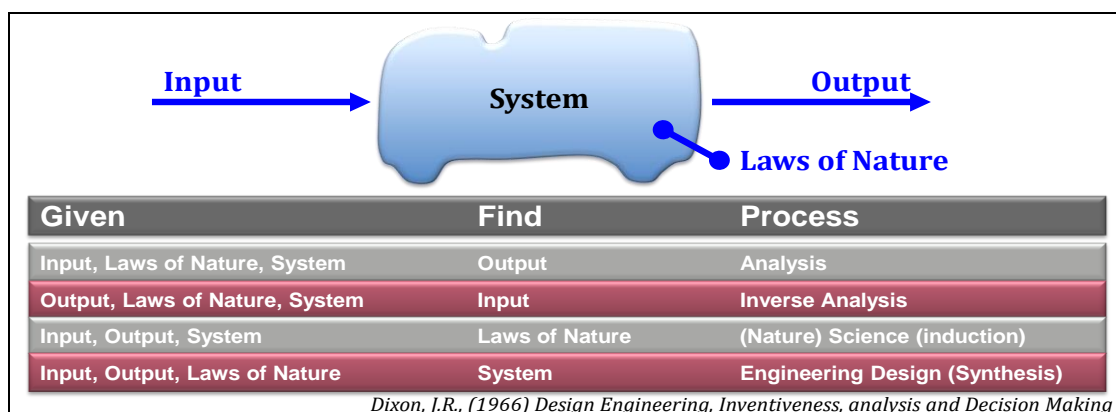 Input
System
Output
Laws of Nature
Given Find Process
Input, Laws of Nature, System Output Analysis
Output, Laws of Nature, System Input Inverse Analysis
Input, Output, System Laws of Nature (Nature) Science (induction)
Input, Output, Laws of Nature System Engineering Design (Synthesis)
Dixon, J.R., (1966) Design Engineering, Inventiveness, analysis and Decision Making